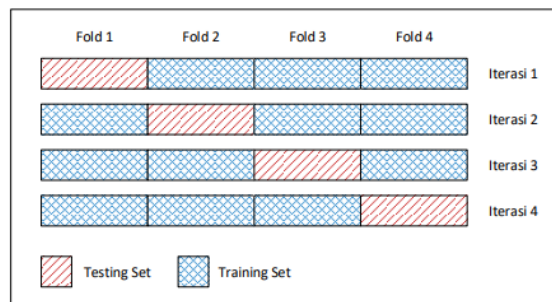 Fold 1 Fold 2 Fold 3 Fold 4
Iterasi 1
Iterasi 2
Iterasi 3
Iterasi 4
Testing Set Training Set